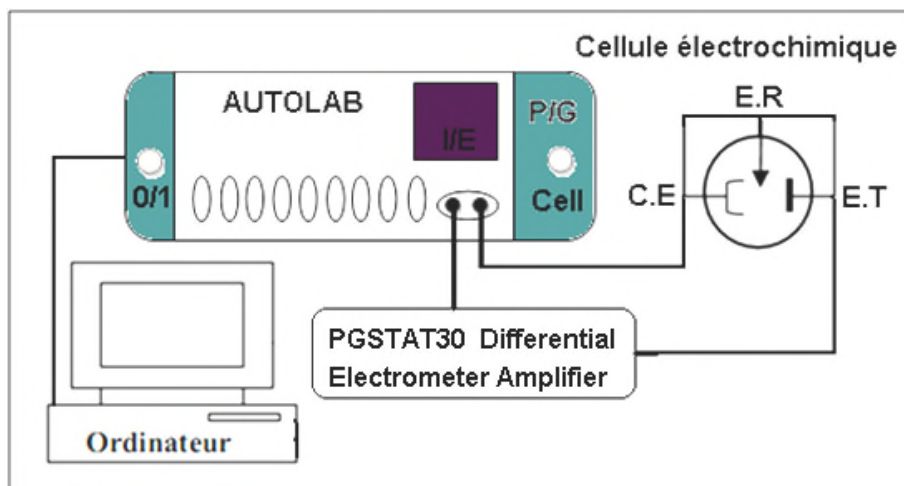 Cellule électrochimique
AUTOLAB
I/E
P/G
E.R
0/1
Cell
C.E
E.T
PGSTAT30 Differential
Electrometer Amplifier
Ordinateur